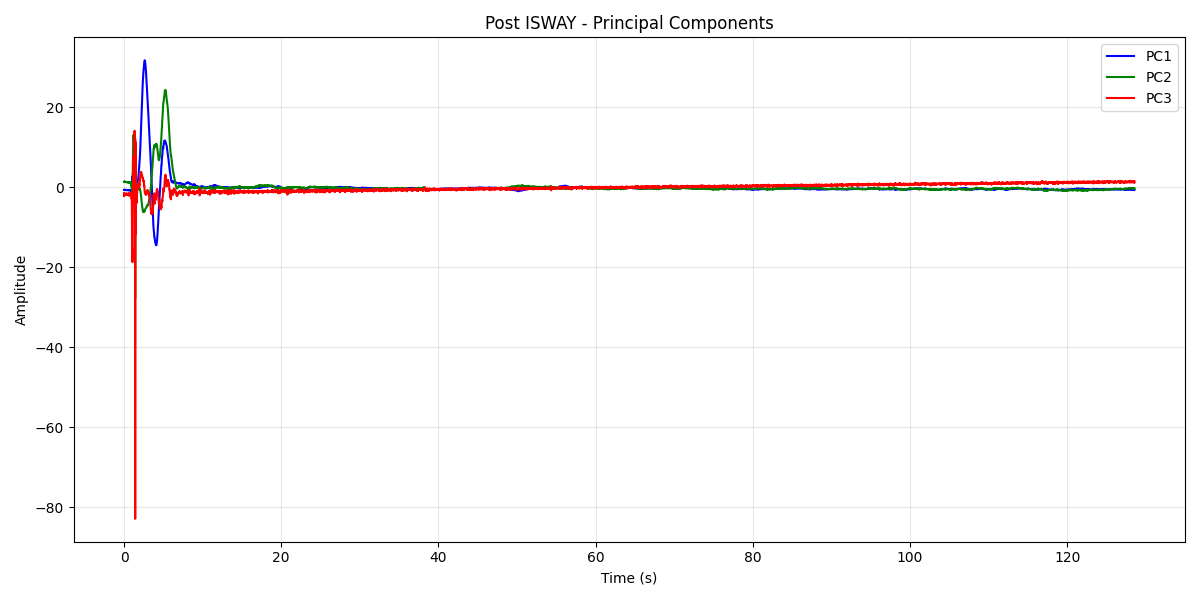 Post ISWAY - Principal Components
PC1
PC2
PC3
Amplitude
20
0
−20
−40
−60
−80
0 20 40 60 80 100 120
Time (s)